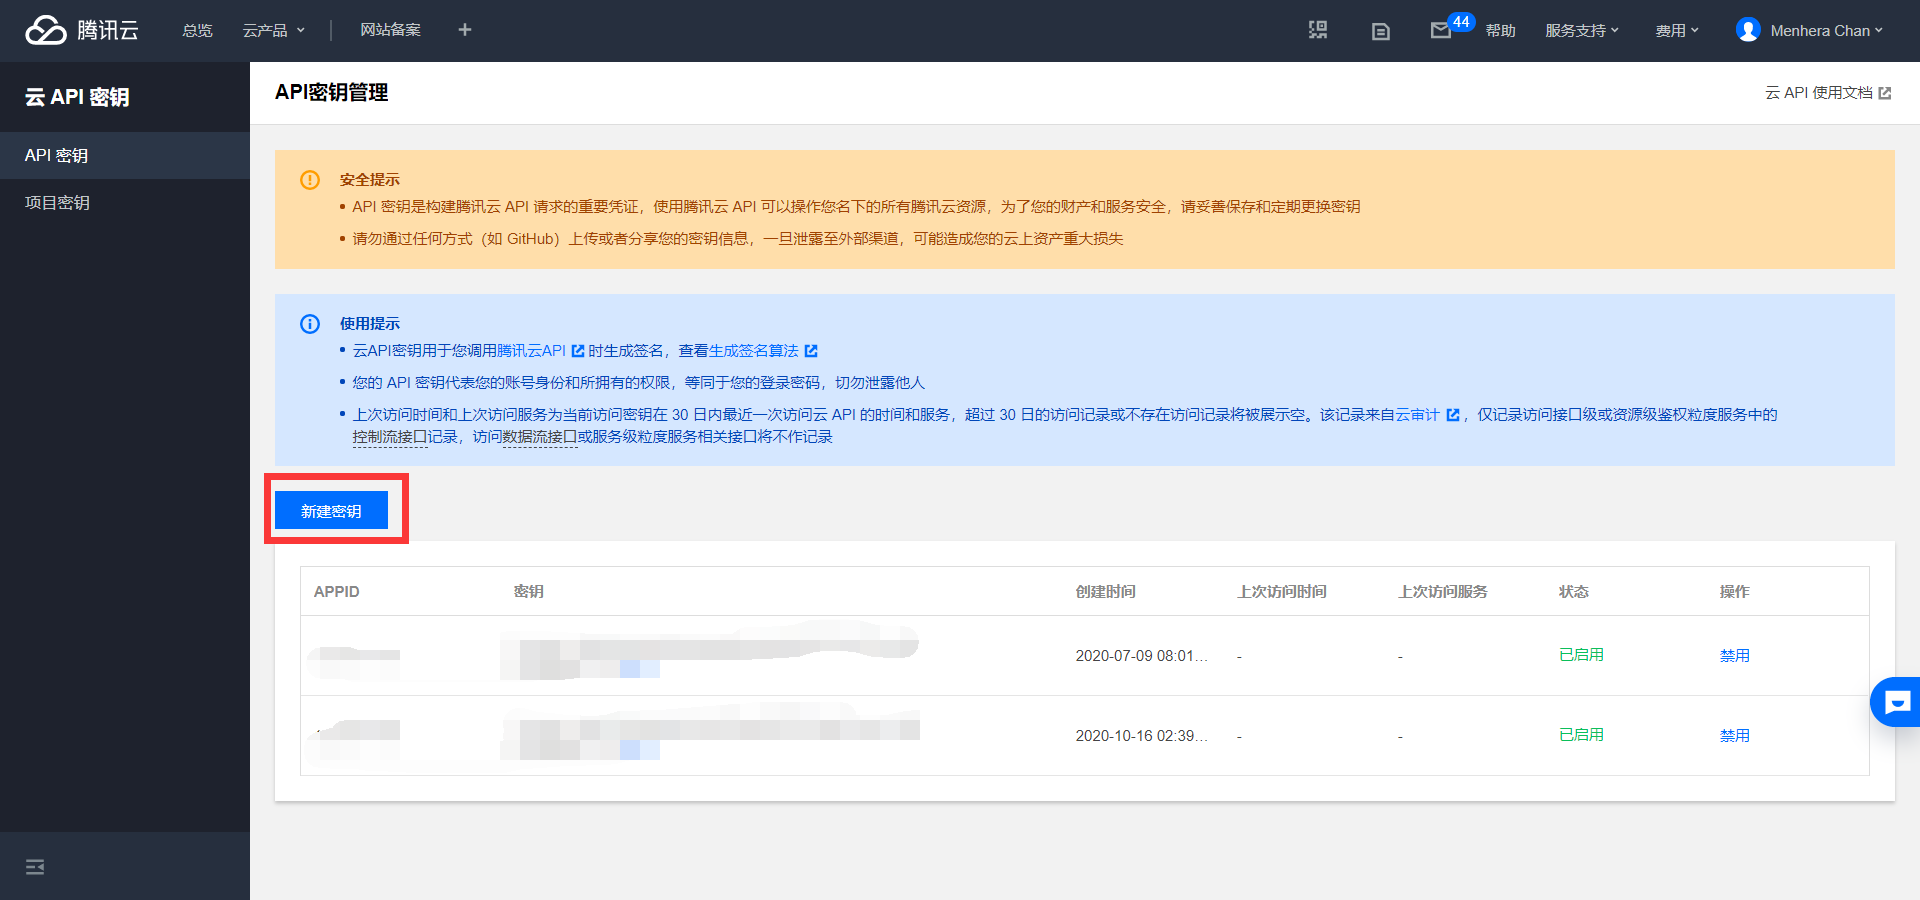 腾讯云
总览
云产品
网站备案
44
帮助
服务支持
费用
Menhera Chan
云 API 密钥
API 密钥
项目密钥
API密钥管理
云 API 使用文档
安全提示
• API 密钥是构建腾讯云 API 请求的重要凭证，使用腾讯云 API 可以操作您名下的所有腾讯云资源，为了您的财产和服务安全，请妥善保存和定期更换密钥
• 请勿通过任何方式（如 GitHub）上传或者分享您的密钥信息，一旦泄露至外部渠道，可能造成您的云上资产重大损失
使用提示
• 云API密钥用于您调用腾讯云API 时生成签名，查看生成签名算法
• 您的 API 密钥代表您的账号身份和所拥有的权限，等同于您的登录密码，切勿泄露他人
• 上次访问时间和上次访问服务为当前访问密钥在 30 日内最近一次访问云 API 的时间和服务，超过 30 日的访问记录或不存在访问记录将被展示空。该记录来自云审计 ，仅记录访问接口级或资源级鉴权粒度服务中的
控制流接口记录，访问数据流接口或服务级粒度服务相关接口将不作记录
新建密钥
APPID 密钥 创建时间 上次访问时间 上次访问服务 状态 操作
2020-07-09 08:01... - - 已启用 禁用
2020-10-16 02:39... - - 已启用 禁用